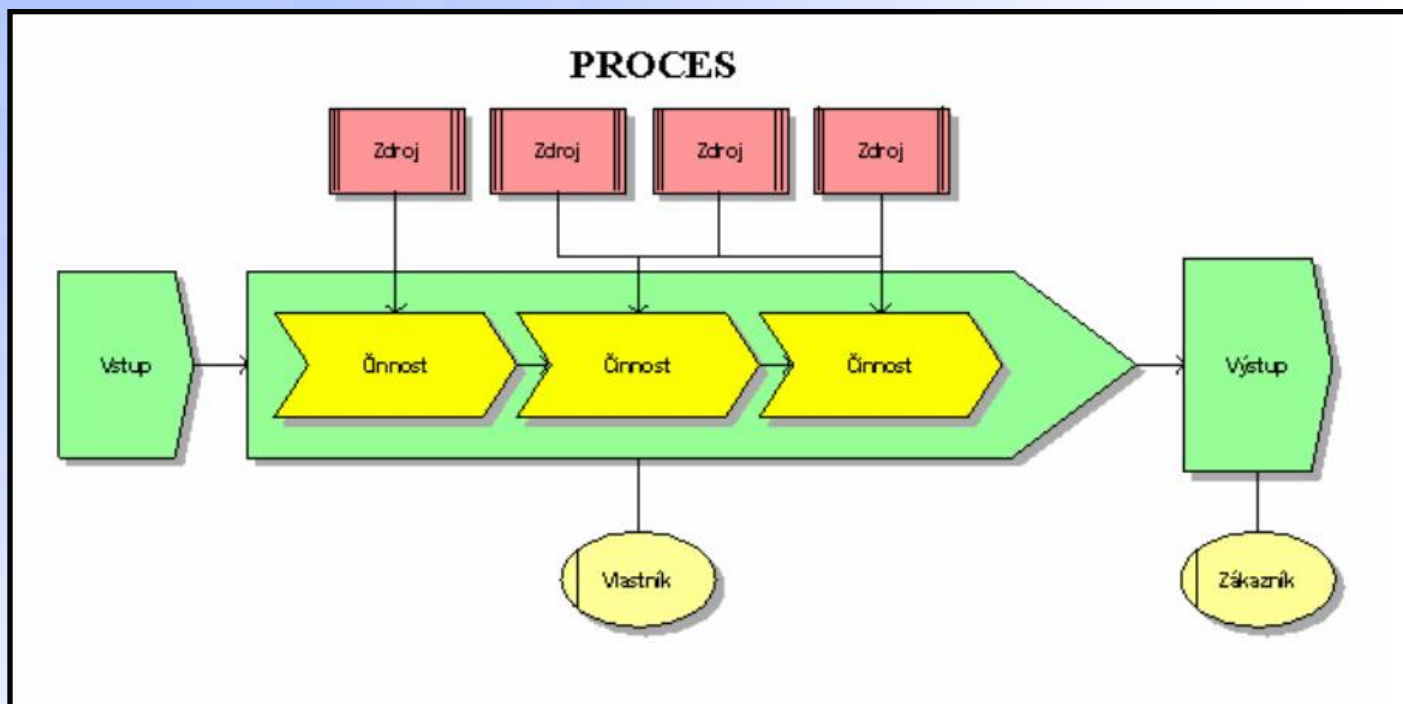 PROCES
Zdroj
Zdroj
Zdroj
Zdroj
Vstup
Činnost
Činnost
Činnost
Výstup
Vlastník
Zákazník